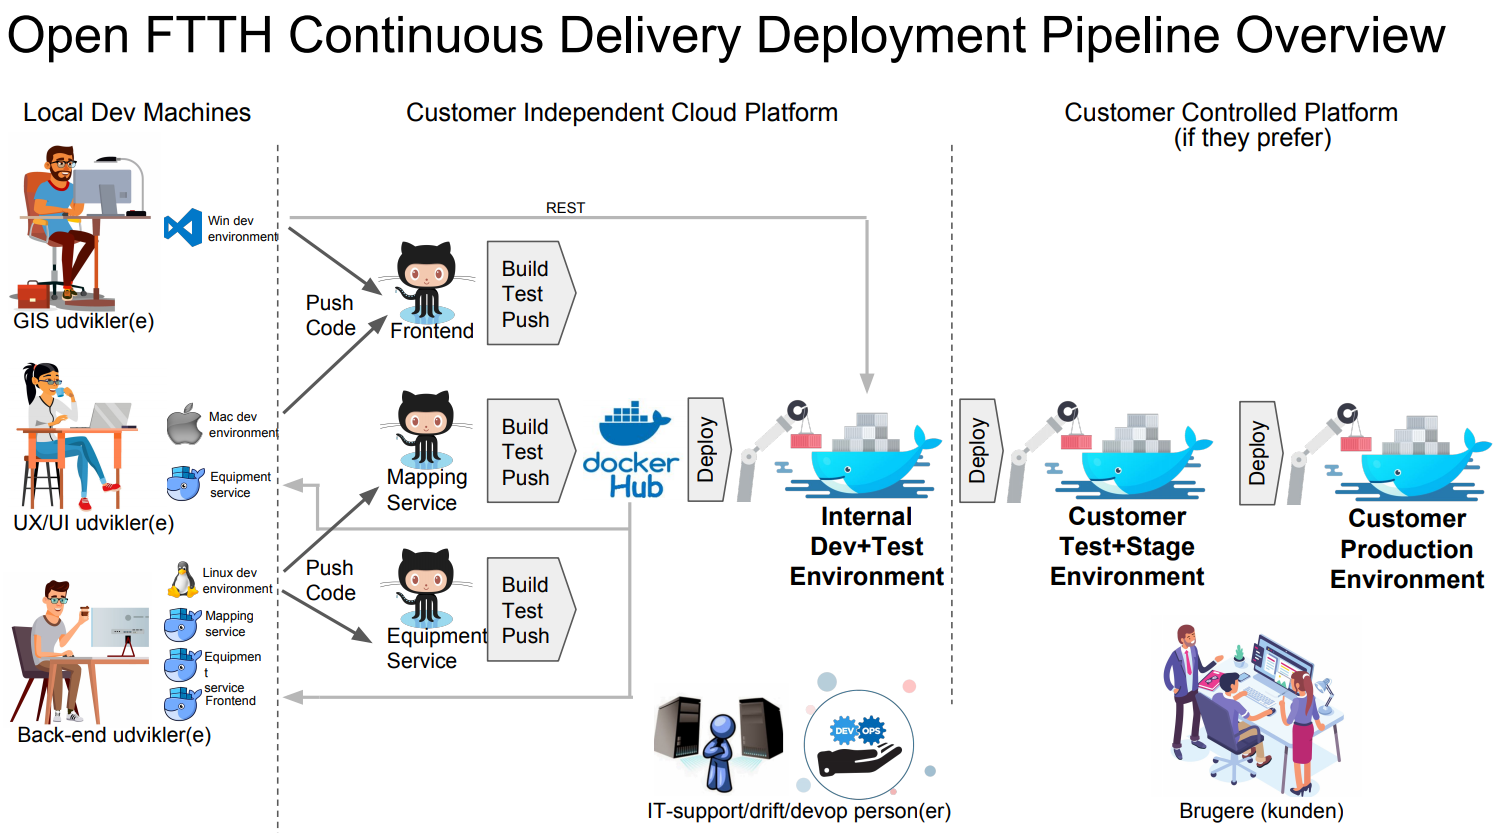 Open FTTH Continuous Delivery Deployment Pipeline Overview
Local Dev Machines
Customer Independent Cloud Platform
Customer Controlled Platform
(if they prefer)
Win dev
environment
GIS udvikler(e)
REST
Push
Code
Frontend
Build
Test
Push
Mac dev
environment
Equipment
service
UX/UI udvikler(e)
Mapping
Service
Build
Test
Push
docker
Hub
Deploy
Internal
Dev+Test
Environment
Deploy
Customer
Test+Stage
Environment
Deploy
Customer
Production
Environment
Linux dev
environment
Mapping
service
Equipmen
t
service
Frontend
Back-end udvikler(e)
Push
Code
Equipment
Service
Build
Test
Push
DEV
OPS
IT-support/drift/devop person(er)
Brugere (kunden)